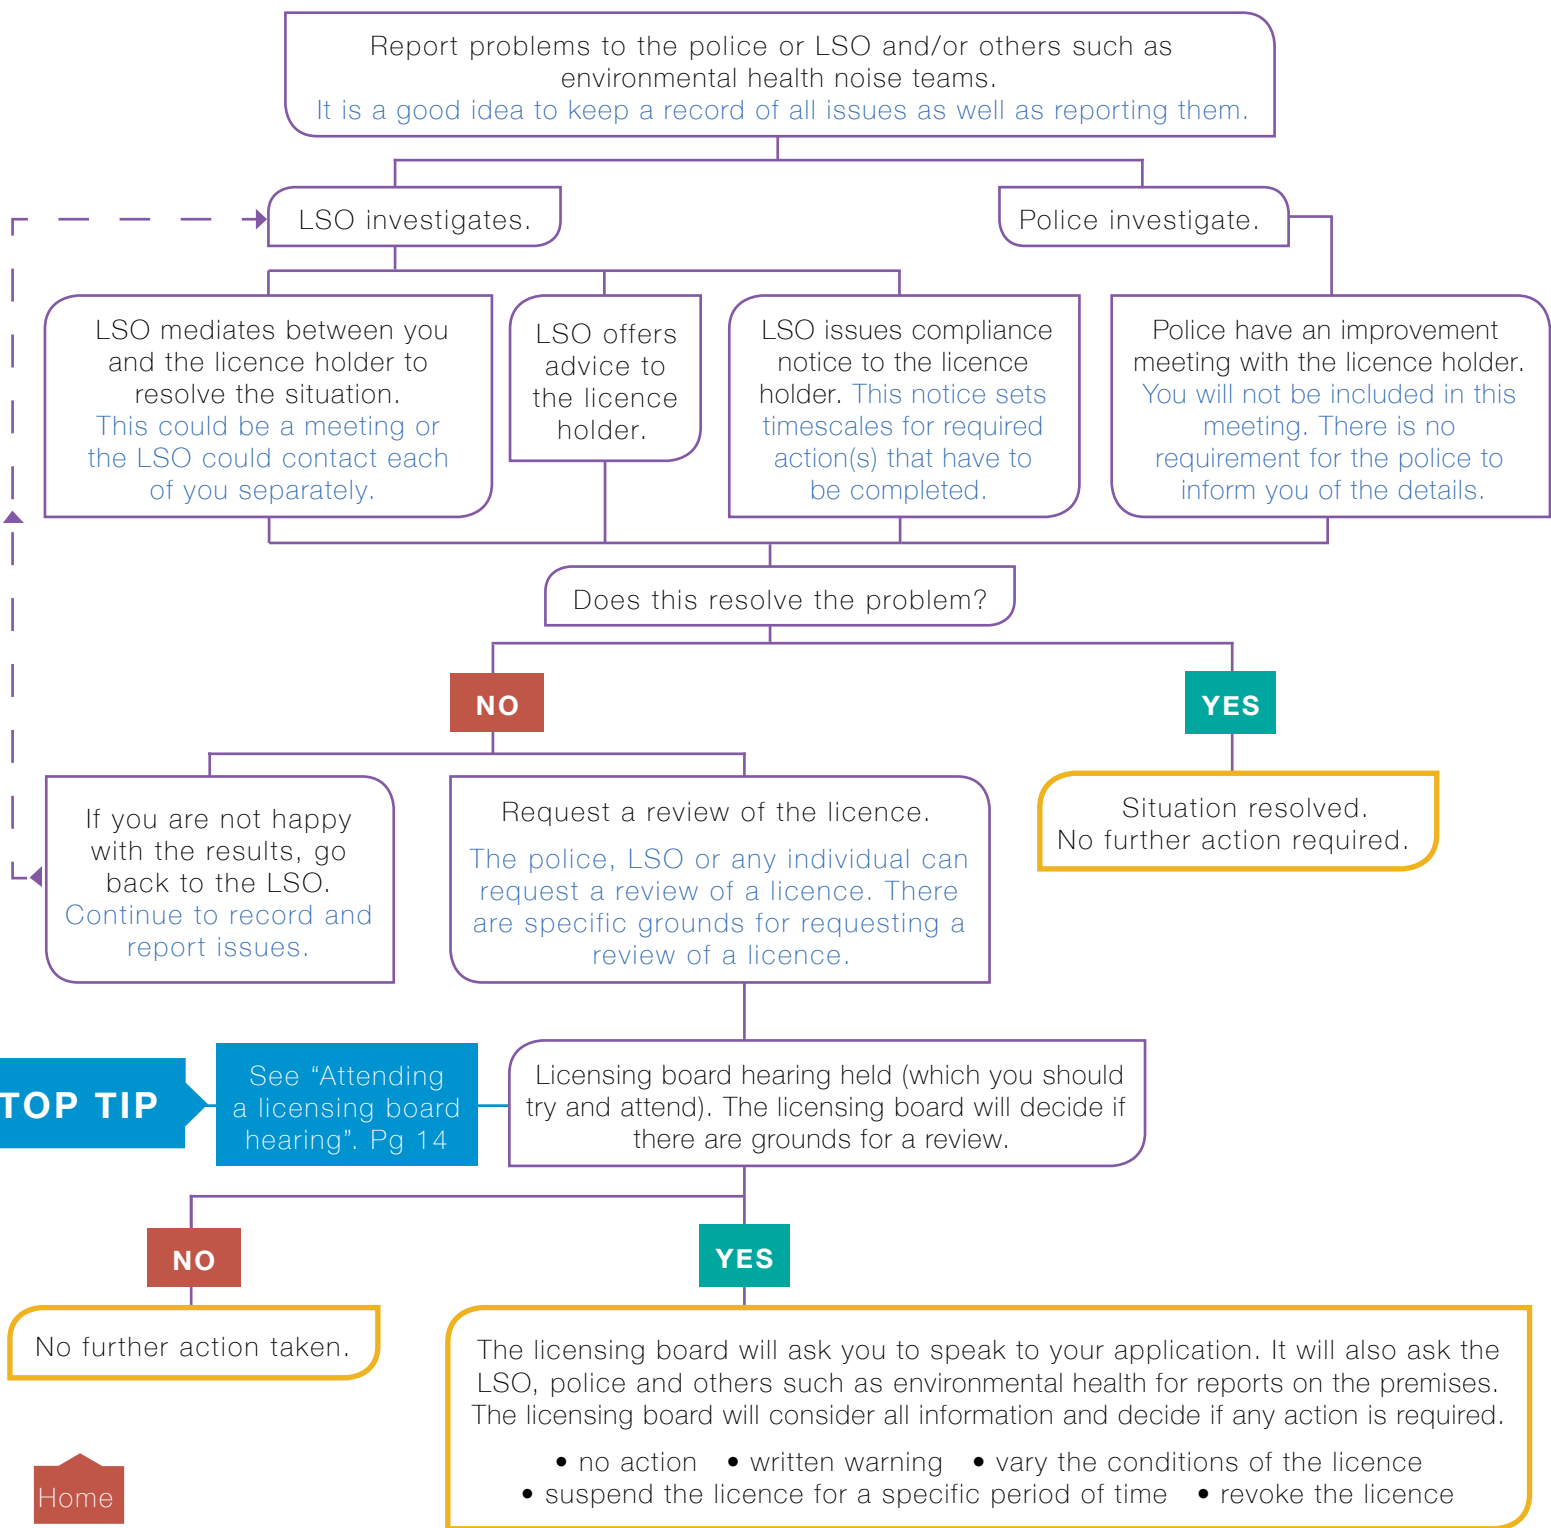 Report problems to the police or LSO and/or others such as
environmental health noise teams.
It is a good idea to keep a record of all issues as well as reporting them.
LSO investigates.
Police investigate.
LSO mediates between you
and the licence holder to
resolve the situation.
This could be a meeting or
the LSO could contact each
of you separately.
LSO offers
advice to
the licence
holder.
LSO issues compliance
notice to the licence
holder. This notice sets
timescales for required
action(s) that have to
be completed.
Police have an improvement
meeting with the licence holder.
You will not be included in this
meeting. There is no
requirement for the police to
inform you of the details.
Does this resolve the problem?
NO
YES
If you are not happy
with the results, go
back to the LSO.
Continue to record and
report issues.
Request a review of the licence.
The police, LSO or any individual can
request a review of a licence. There
are specific grounds for requesting a
review of a licence.
Situation resolved.
No further action required.
TOP TIP
See “Attending
a licensing board
hearing”. Pg 14
Licensing board hearing held (which you should
try and attend). The licensing board will decide if
there are grounds for a review.
NO
YES
No further action taken.
The licensing board will ask you to speak to your application. It will also ask the
LSO, police and others such as environmental health for reports on the premises.
The licensing board will consider all information and decide if any action is required.
• no action • written warning • vary the conditions of the licence
• suspend the licence for a specific period of time • revoke the licence
Home